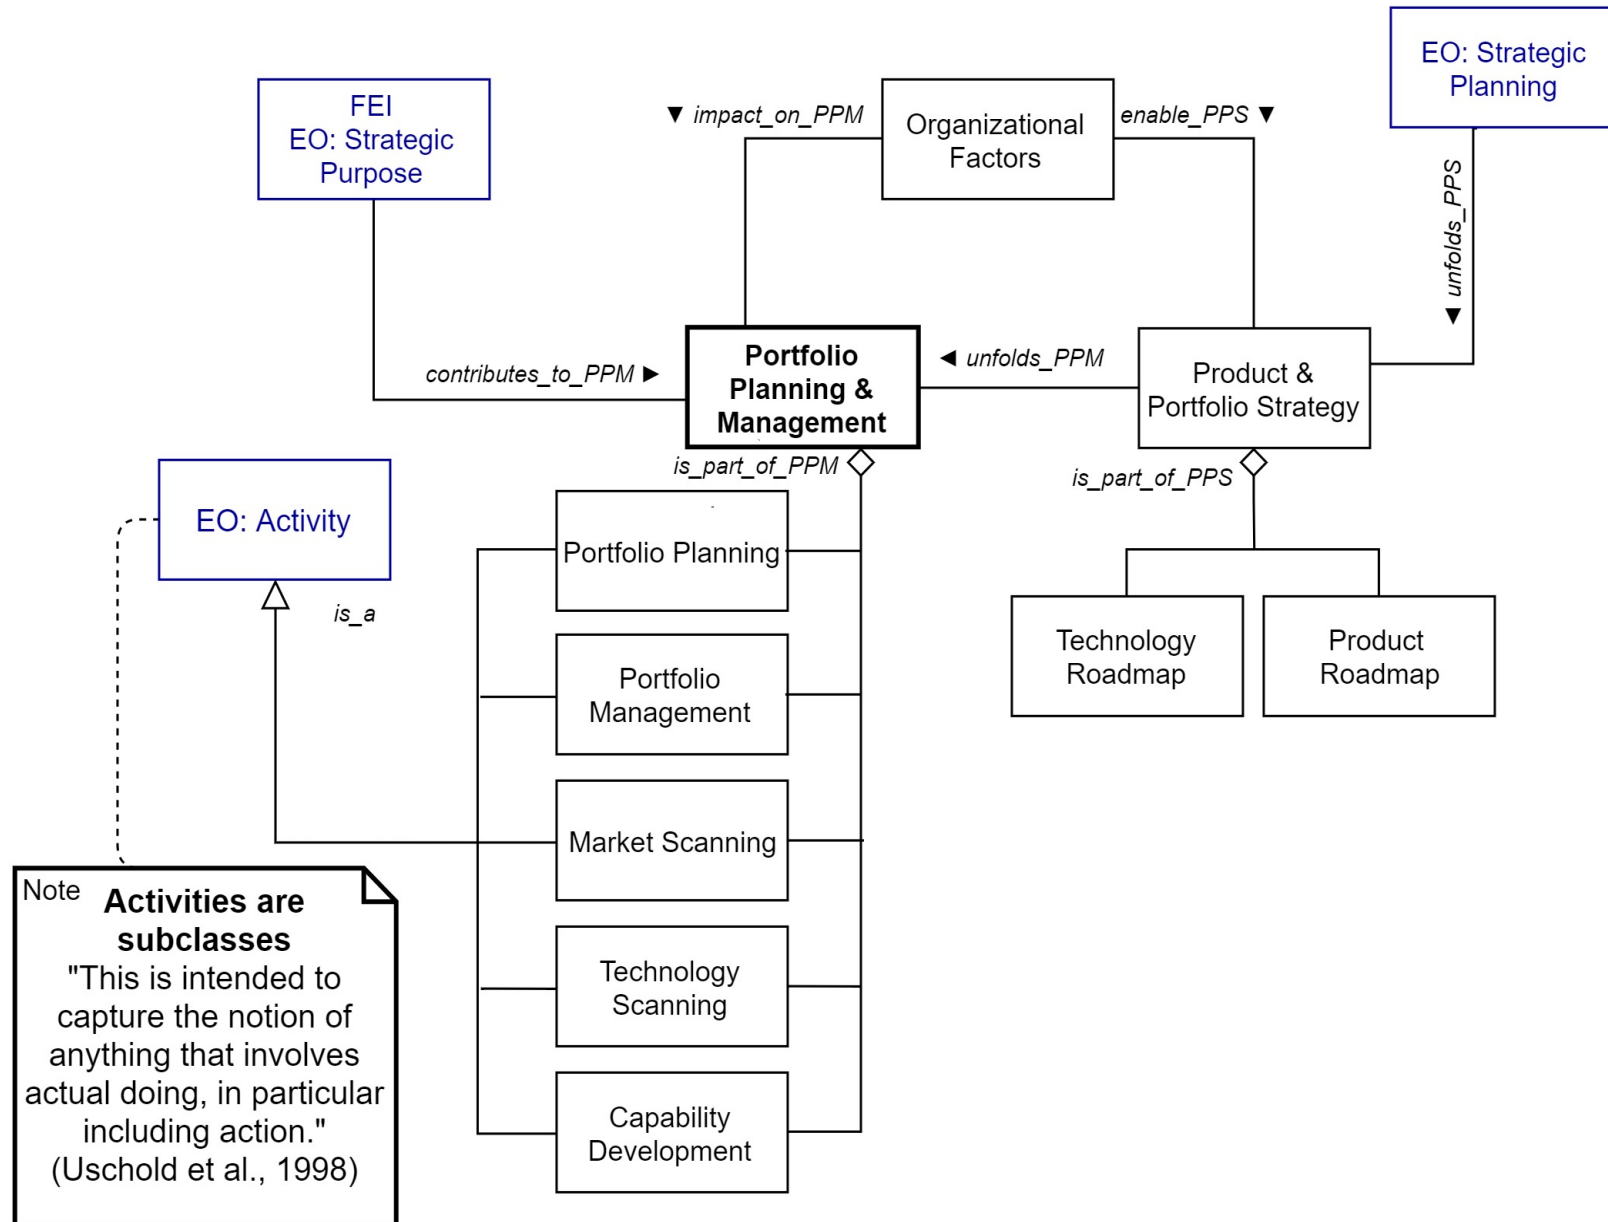 EO: Strategic
Planning
FEI
EO: Strategic
Purpose
▼ impact_on_PPM
Organizational
Factors
enable_PPS ▼
▼ unfolds_PPS
contributes_to_PPM ►
Portfolio
Planning &
Management
◄ unfolds_PPM
Product &
Portfolio Strategy
is_part_of_PPM
is_part_of_PPS
EO: Activity
is_a
Portfolio Planning
Portfolio
Management
Market Scanning
Technology
Scanning
Capability
Development
Technology
Roadmap
Product
Roadmap
Note
Activities are
subclasses
"This is intended to
capture the notion of
anything that involves
actual doing, in particular
including action."
(Uschold et al., 1998)